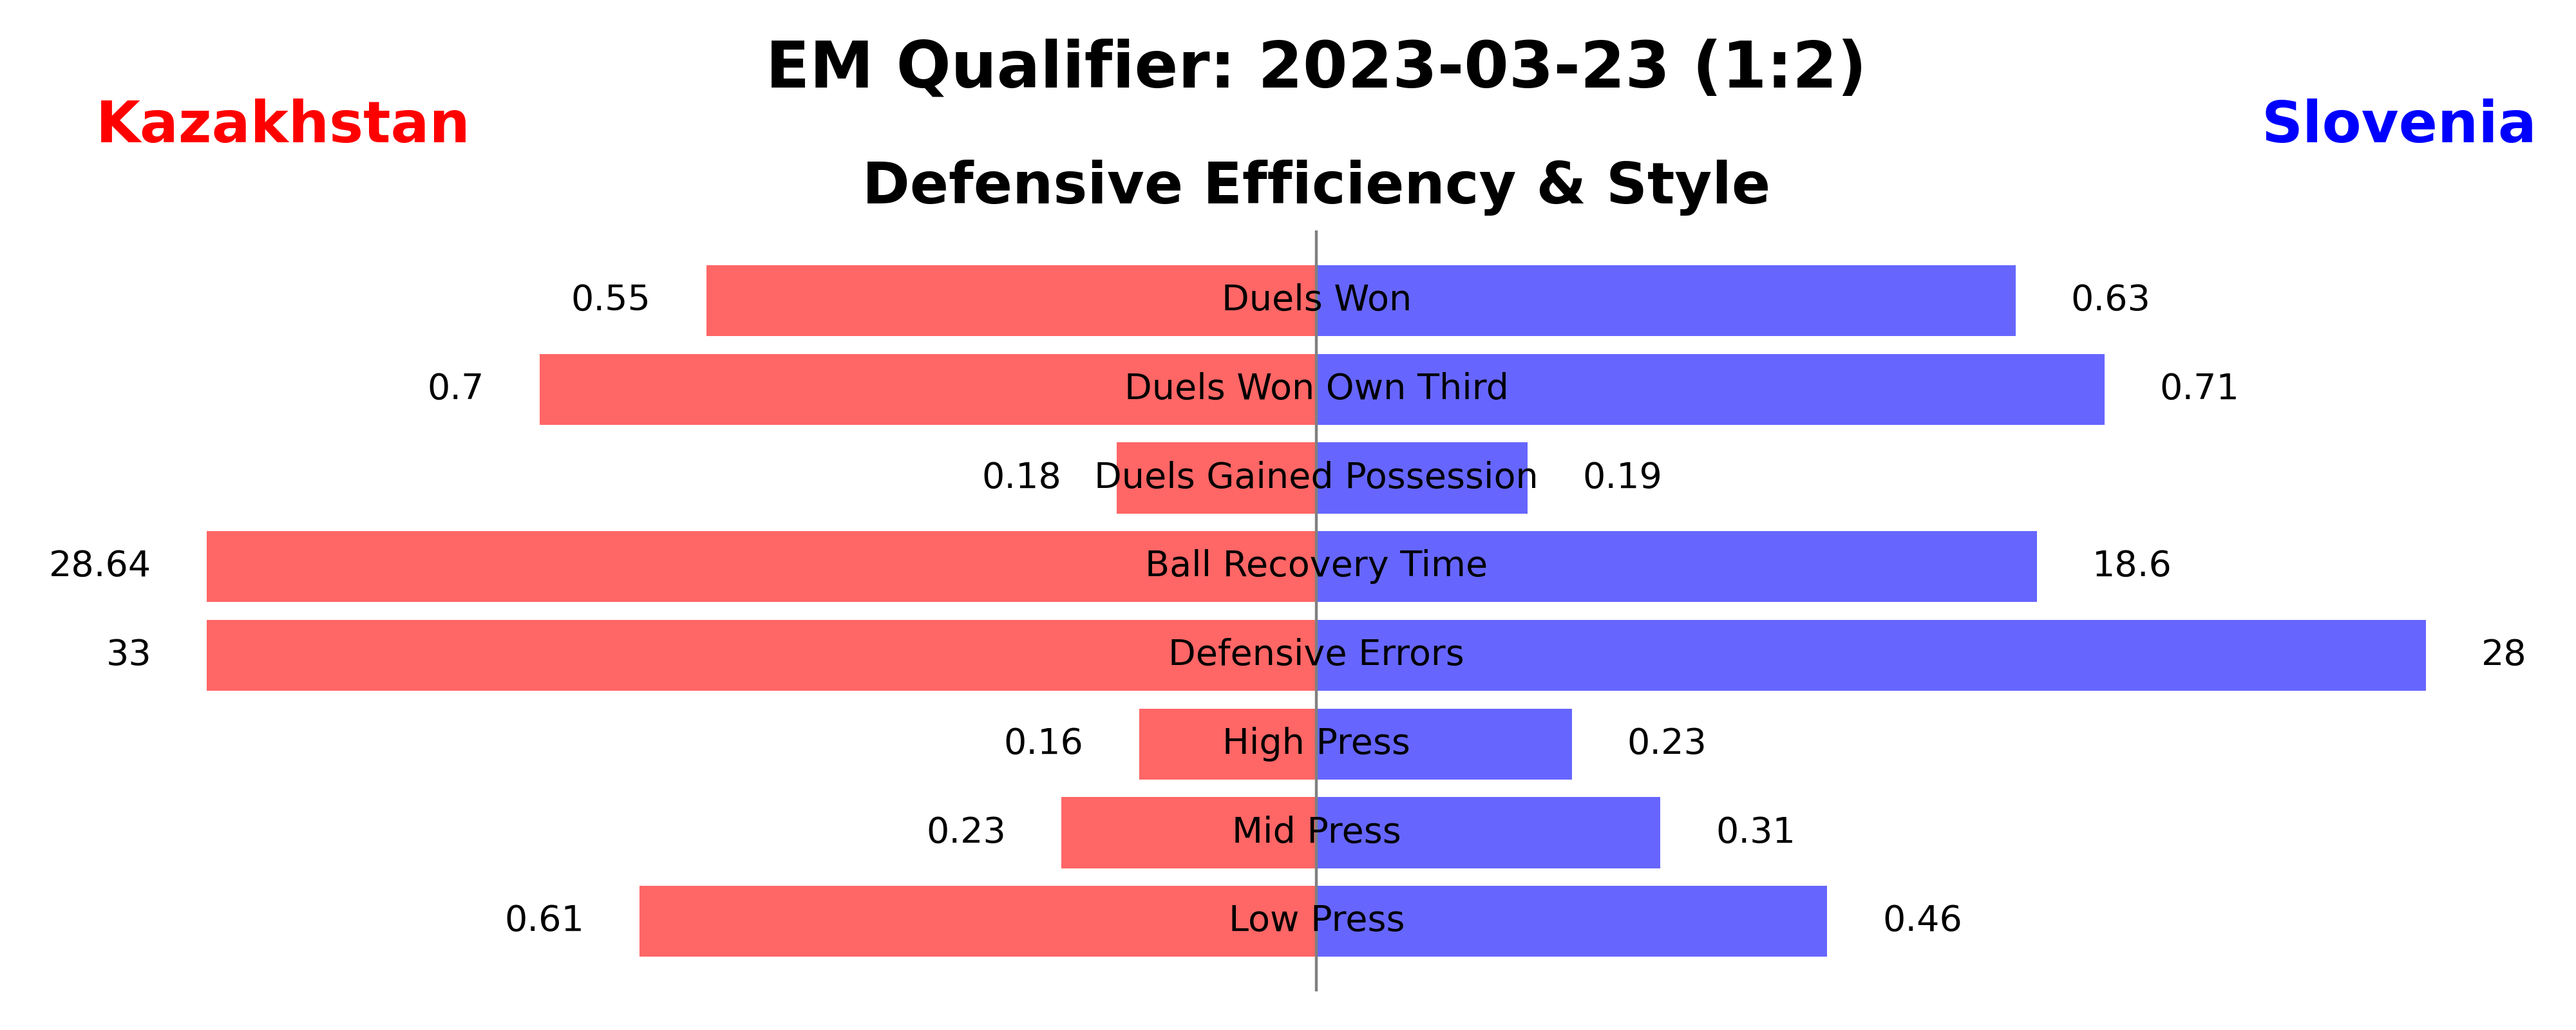 EM Qualifier: 2023-03-23 (1:2)
Kazakhstan
Slovenia
Defensive Efficiency & Style
0.55 Duels Won 0.63
0.7 Duels Won Own Third 0.71
0.18 Duels Gained Possession 0.19
28.64 Ball Recovery Time 18.6
33 Defensive Errors 28
0.16 High Press 0.23
0.23 Mid Press 0.31
0.61 Low Press 0.46